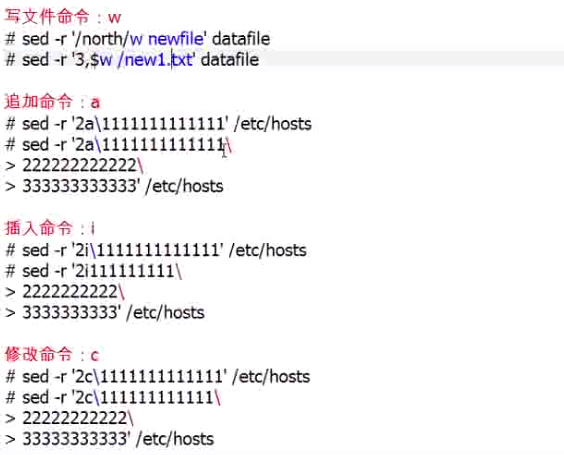 写文件命令：w
# sed -r '/north/w newfile' datafile
# sed -r '3,$w /new1.txt' datafile
追加命令：a
# sed -r '2a\1111111111111' /etc/hosts
# sed -r '2a\1111111111111\
> 222222222222\
> 333333333333' /etc/hosts
插入命令：i
# sed -r '2i\1111111111111' /etc/hosts
# sed -r '2i111111111\
> 2222222222\
> 3333333333' /etc/hosts
修改命令：c
# sed -r '2c\1111111111111' /etc/hosts
# sed -r '2c\111111111111\
> 22222222222\
> 33333333333' /etc/hosts